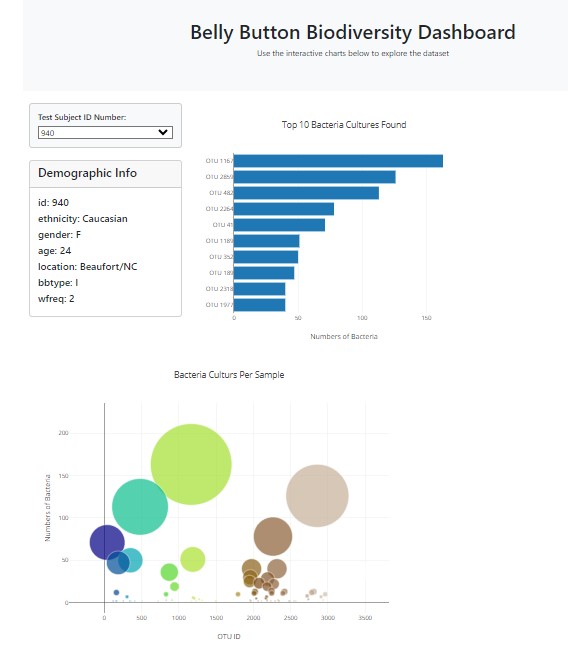 Belly Button Biodiversity Dashboard
Use the interactive charts below to explore the dataset
Test Subject ID Number:
940
Demographic Info
id: 940
ethnicity: Caucasian
gender: F
age: 24
location: Beaufort/NC
bbtype: I
wfreq: 2
Top 10 Bacteria Cultures Found
OTU 1167
OTU 2859
OTU 482
OTU 2264
OTU 41
OTU 1189
OTU 352
OTU 189
OTU 2318
OTU 1977
0 50 100 150
Numbers of Bacteria
Bacteria Culturs Per Sample
200
150
100
50
0
Numbers of Bacteria
0 500 1000 1500 2000 2500 3000 3500
OTU ID